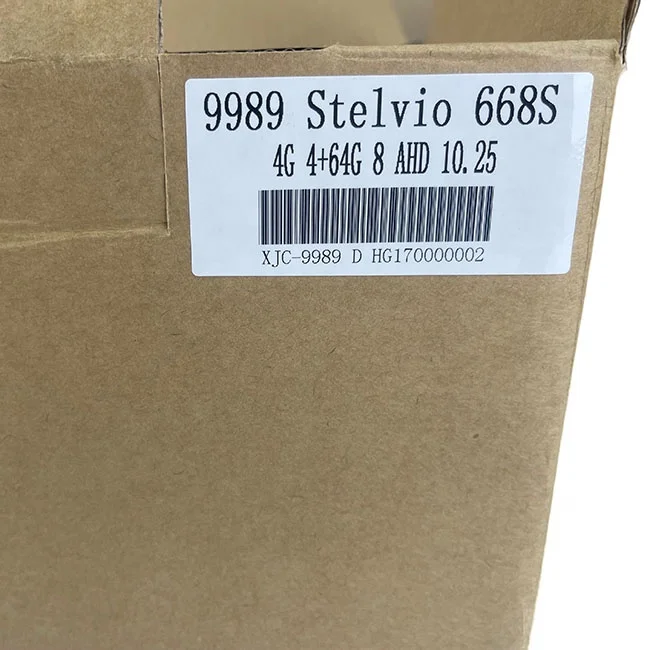 9989 Stelvio 668S
4G 4+64G 8 AHD 10.25
XJC-9989 D HG170000002